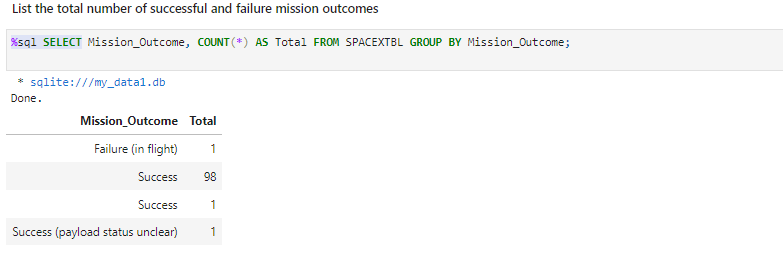 List the total number of successful and failure mission outcomes
%sql SELECT Mission_Outcome, COUNT(*) AS Total FROM SPACEXTBL GROUP BY Mission_Outcome;
* sqlite:///my_data1.db
Done.
Mission_Outcome Total
Failure (in flight) 1
Success 98
Success 1
Success (payload status unclear) 1